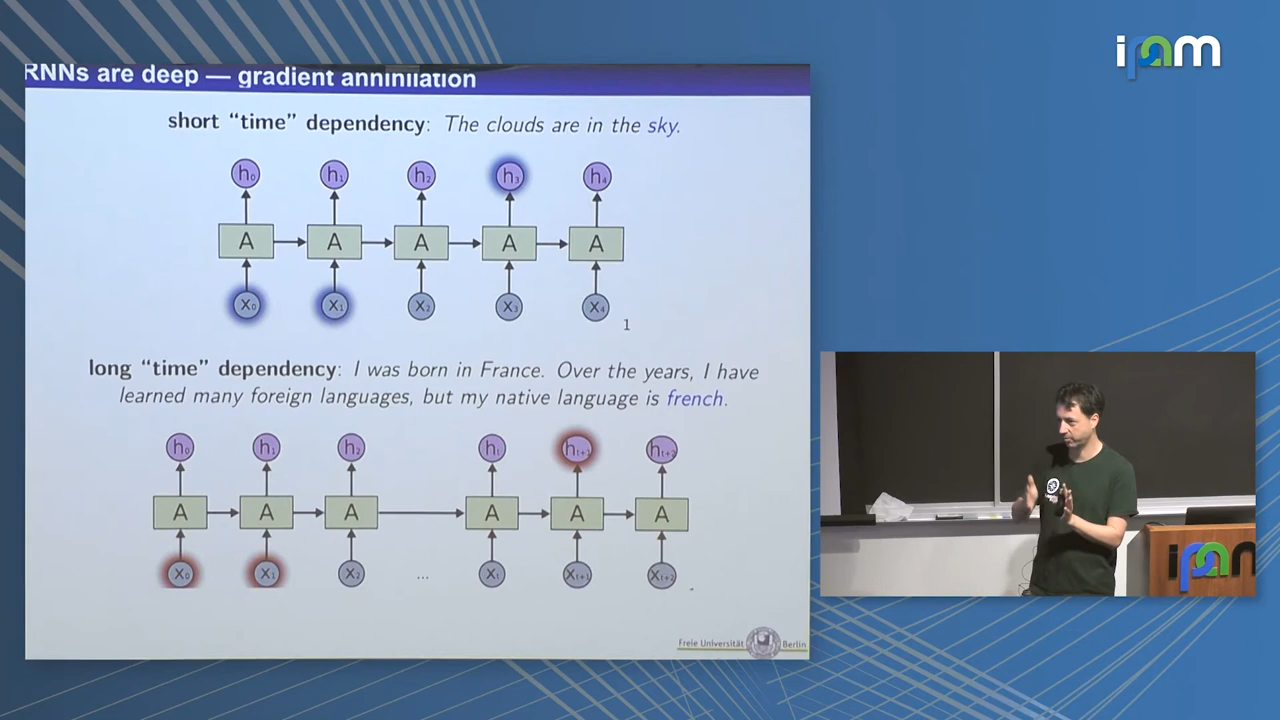 ipam
RNNs are deep — gradient annihilation
short “time” dependency: The clouds are in the sky.
h₀ h₁ h₂ h₃ h₄
A A A A A
x₀ x₁ x₂ x₃ x₄
1
long “time” dependency: I was born in France. Over the years, I have
learned many foreign languages, but my native language is french.
h₀ h₁ h₂ hₜ hₜ₊₁ hₜ₊₂
A A A A A A
x₀ x₁ x₂ ... xₜ xₜ₊₁ xₜ₊₂
Freie Universität Berlin
ipam